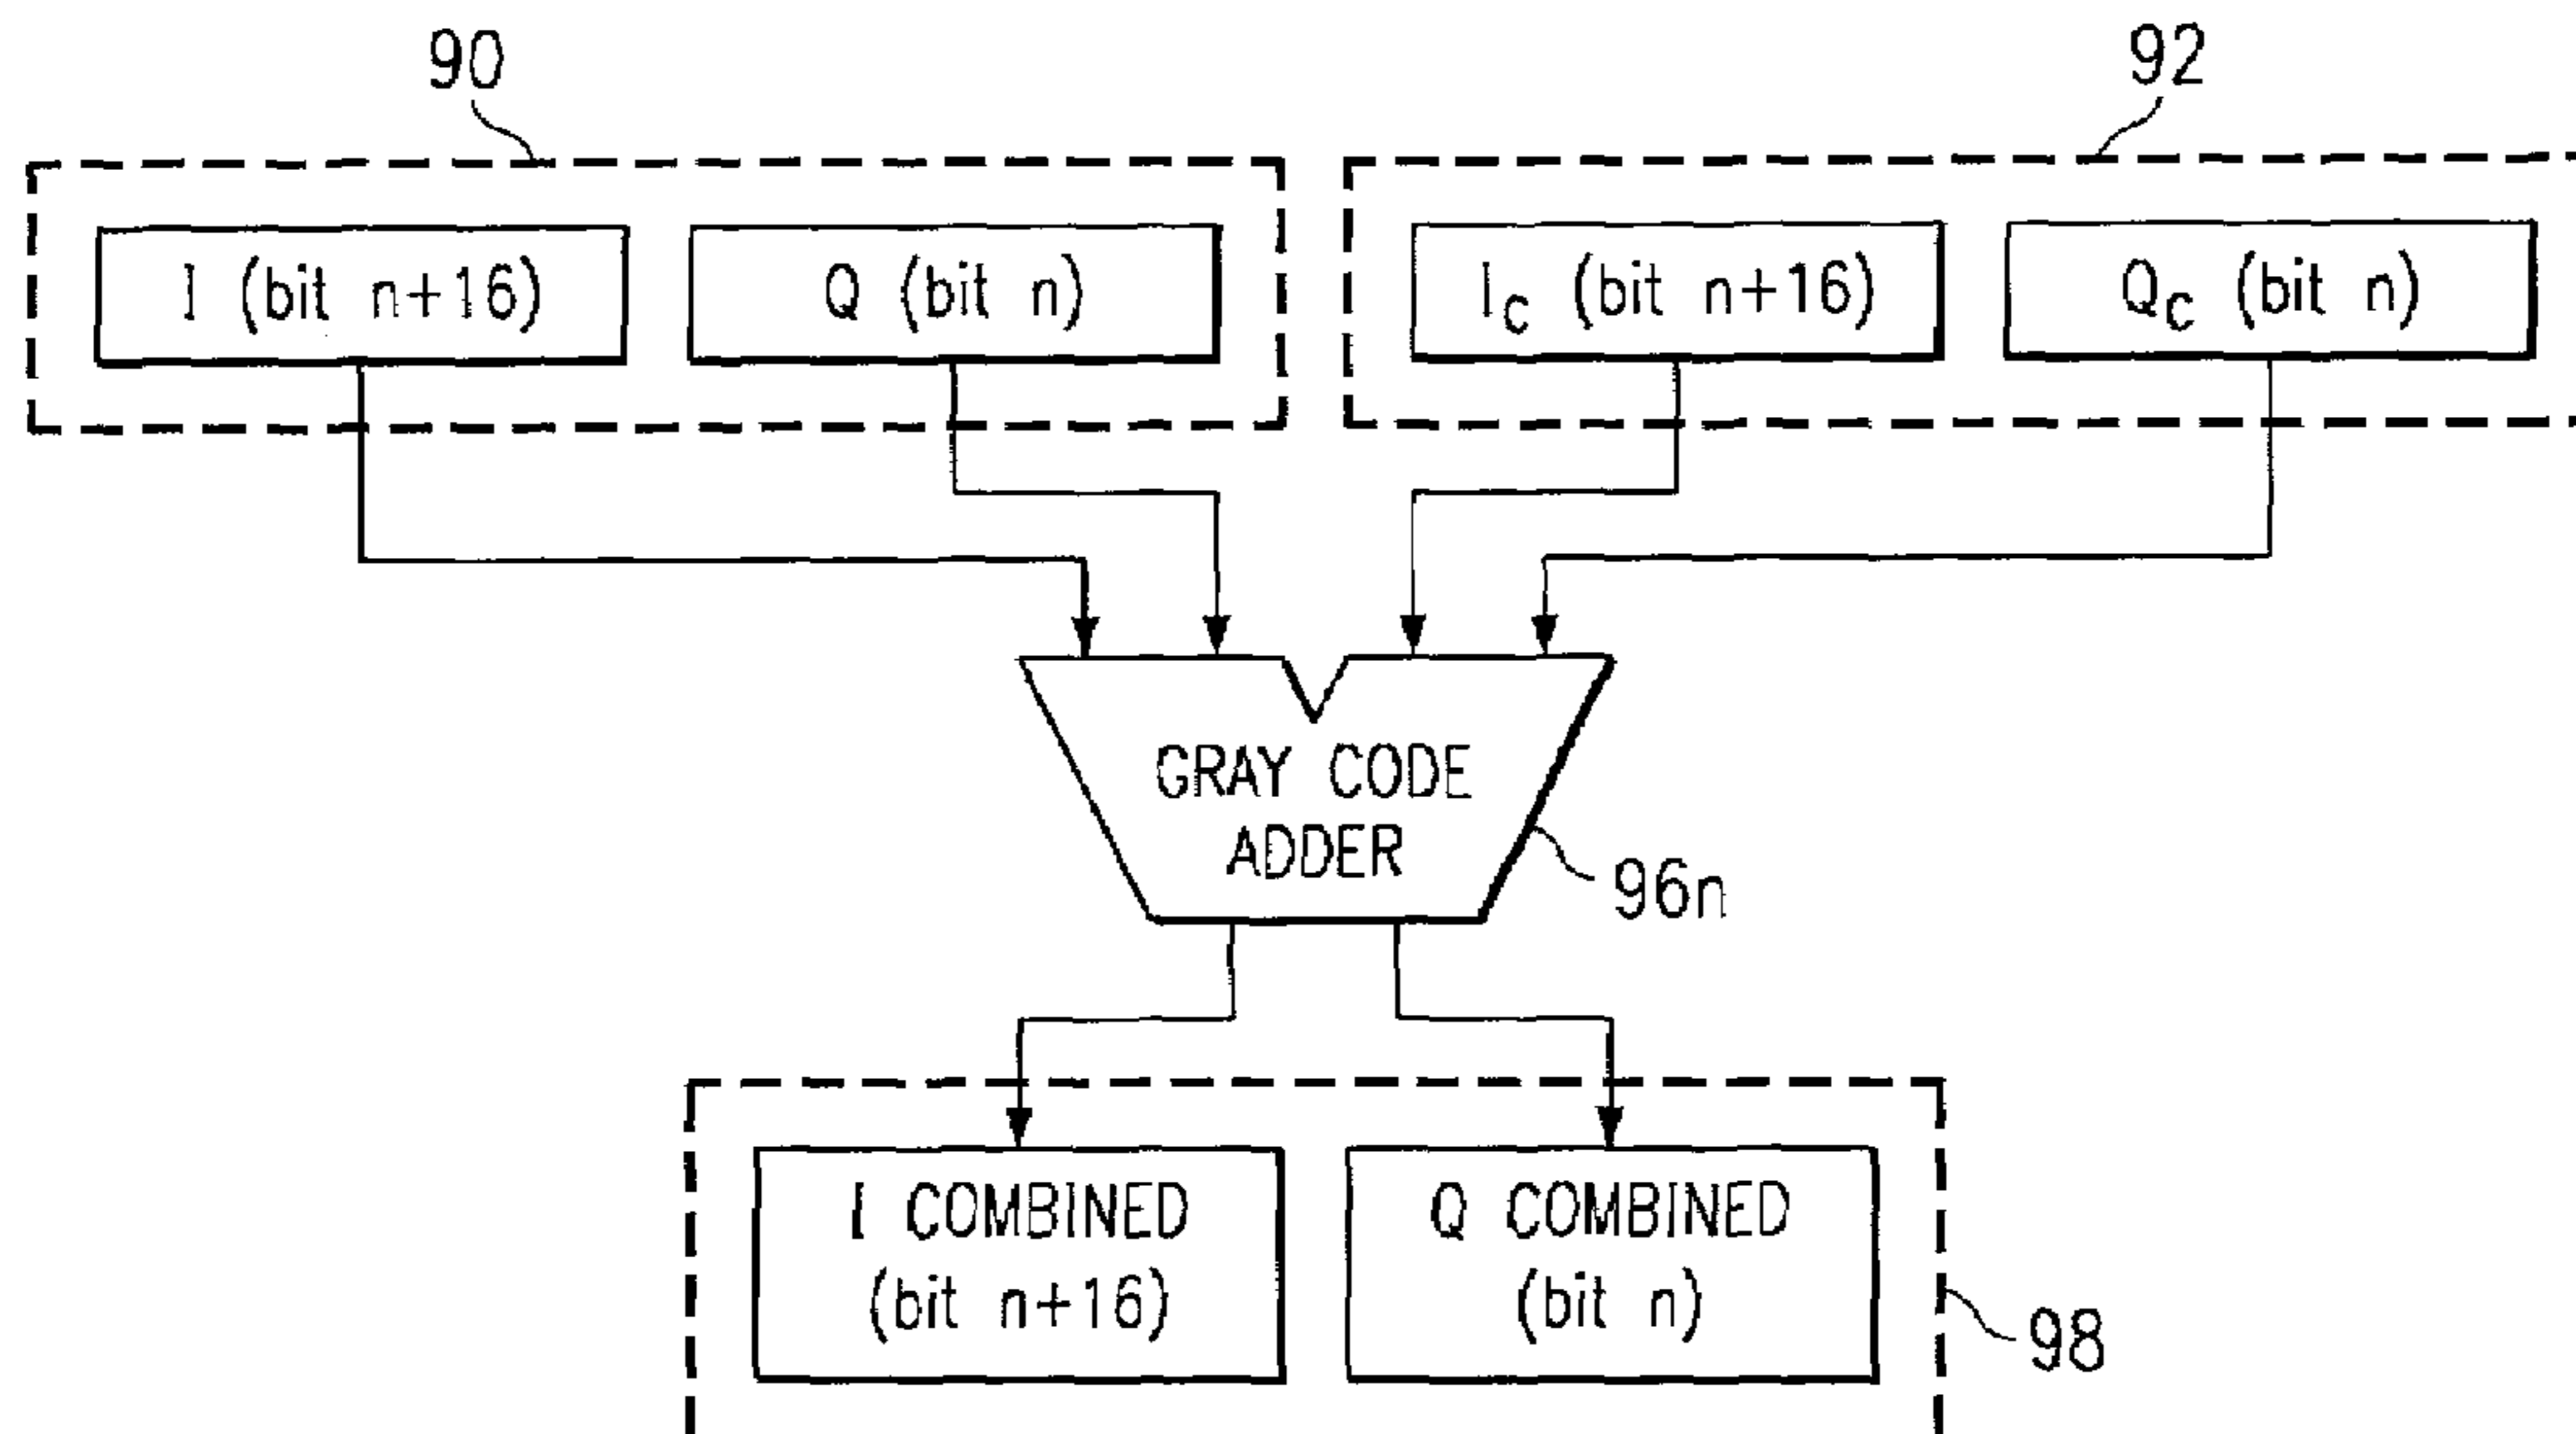 90
92
I (bit n+16)
Q (bit n)
Ic (bit n+16)
Qc (bit n)
GRAY CODE
ADDER
96n
I COMBINED
(bit n+16)
Q COMBINED
(bit n)
98